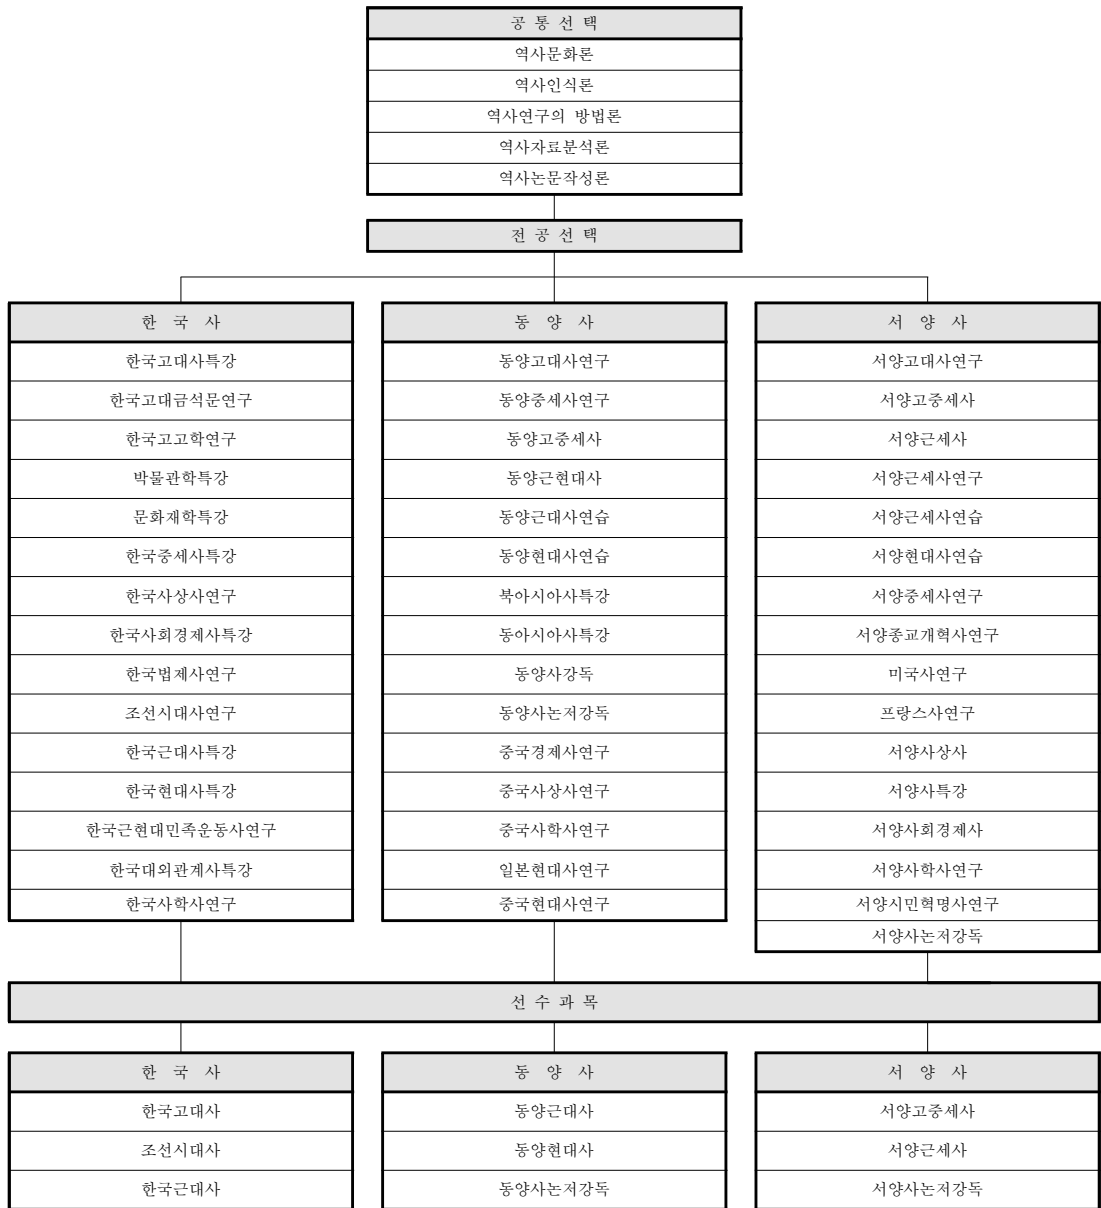 공 통 선 택
역사문화론
역사인식론
역사연구의 방법론
역사자료분석론
역사논문작성론
전 공 선 택
한 국 사
한국고대사특강
한국고대금석문연구
한국고고학연구
박물관학특강
문화재학특강
한국중세사특강
한국사상사연구
한국사회경제사특강
한국법제사연구
조선시대사연구
한국근대사특강
한국현대사특강
한국근현대민족운동사연구
한국대외관계사특강
한국사학사연구
동 양 사
동양고대사연구
동양중세사연구
동양고중세사
동양근현대사
동양근대사연습
동양현대사연습
북아시아사특강
동아시아사특강
동양사강독
동양사논저강독
중국경제사연구
중국사상사연구
중국사학사연구
일본현대사연구
중국현대사연구
서 양 사
서양고대사연구
서양고중세사
서양근세사
서양근세사연구
서양근세사연습
서양현대사연습
서양중세사연구
서양종교개혁사연구
미국사연구
프랑스사연구
서양사상사
서양사특강
서양사회경제사
서양사학사연구
서양시민혁명사연구
서양사논저강독
선 수 과 목
한 국 사
한국고대사
조선시대사
한국근대사
동 양 사
동양근대사
동양현대사
동양사논저강독
서 양 사
서양고중세사
서양근세사
서양사논저강독